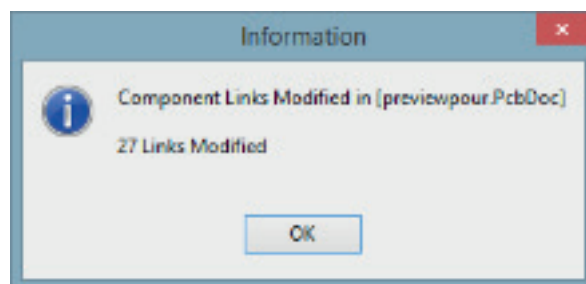 Information
Component Links Modified in [previewpour.PcbDoc]
27 Links Modified
OK